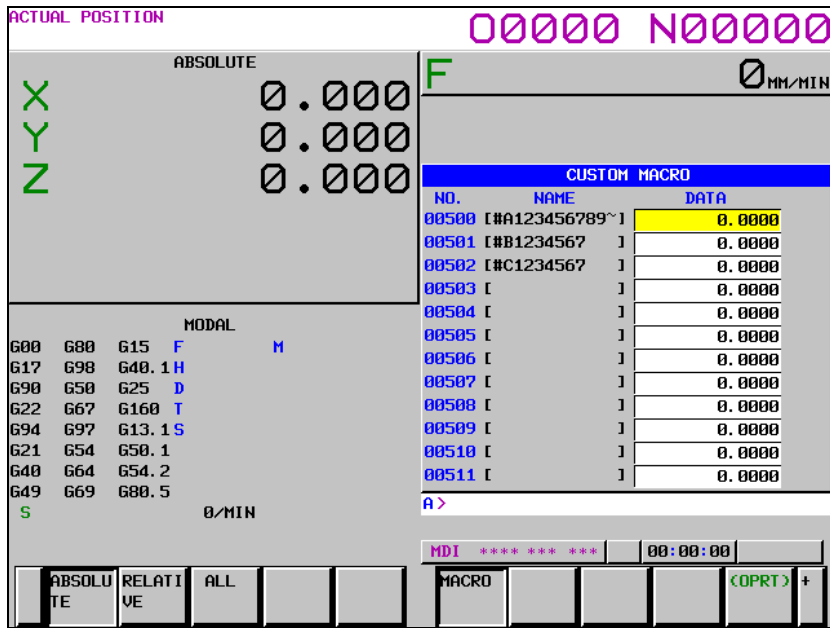 ACTUAL POSITION
O0000 N00000
ABSOLUTE
X 0.000
Y 0.000
Z 0.000
F 0 MM/MIN
CUSTOM MACRO
NO. NAME DATA
00500 [#A123456789~] 0.0000
00501 [#B1234567 ] 0.0000
00502 [#C1234567 ] 0.0000
00503 [ ] 0.0000
00504 [ ] 0.0000
00505 [ ] 0.0000
00506 [ ] 0.0000
00507 [ ] 0.0000
00508 [ ] 0.0000
00509 [ ] 0.0000
00510 [ ] 0.0000
00511 [ ] 0.0000
MODAL
G00 G80 G15 F M
G17 G98 G40.1 H
G90 G50 G25 D
G22 G67 G160 T
G94 G97 G13.1 S
G21 G54 G50.1
G40 G64 G54.2
G49 G69 G80.5
S 0/MIN
A>
MDI **** *** *** 00:00:00
ABSOLU
TE
RELATI
VE
ALL
MACRO
(OPRT)
+